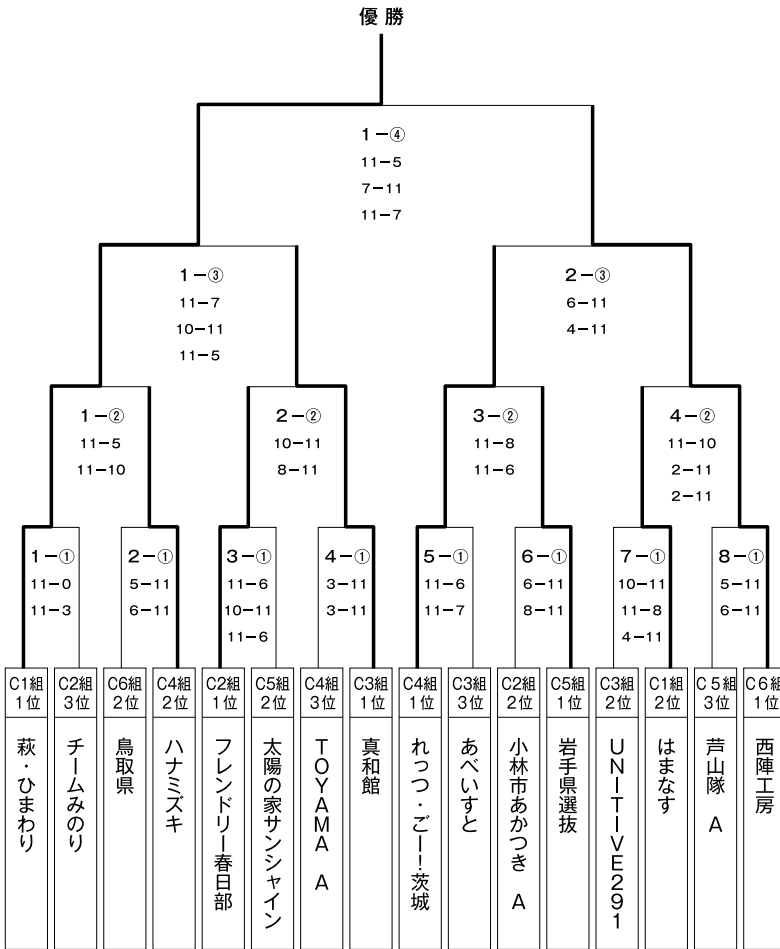 優 勝
1－④
11－5
7－11
11－7
1－③
11－7
10－11
11－5
2－③
6－11
4－11
1－②
11－5
11－10
2－②
10－11
8－11
3－②
11－8
11－6
4－②
11－10
2－11
2－11
1－①
11－0
11－3
2－①
5－11
6－11
3－①
11－6
10－11
11－6
4－①
3－11
3－11
5－①
11－6
11－7
6－①
6－11
8－11
7－①
10－11
11－8
4－11
8－①
5－11
6－11
C1組
1位
萩・ひまわり
C2組
3位
チームみのり
C6組
2位
鳥取県
C4組
2位
ハナミズキ
C2組
1位
フレンドリー春日部
C5組
2位
太陽の家サンシャイン
C4組
3位
TOYAMA A
C3組
1位
真和館
C4組
1位
れっつ・ごー！茨城
C3組
3位
あべいすと
C2組
2位
小林市あかつき A
C5組
1位
岩手県選抜
C3組
2位
UNITIVE291
C1組
2位
はまなす
C5組
3位
芦山隊 A
C6組
1位
西陣工房